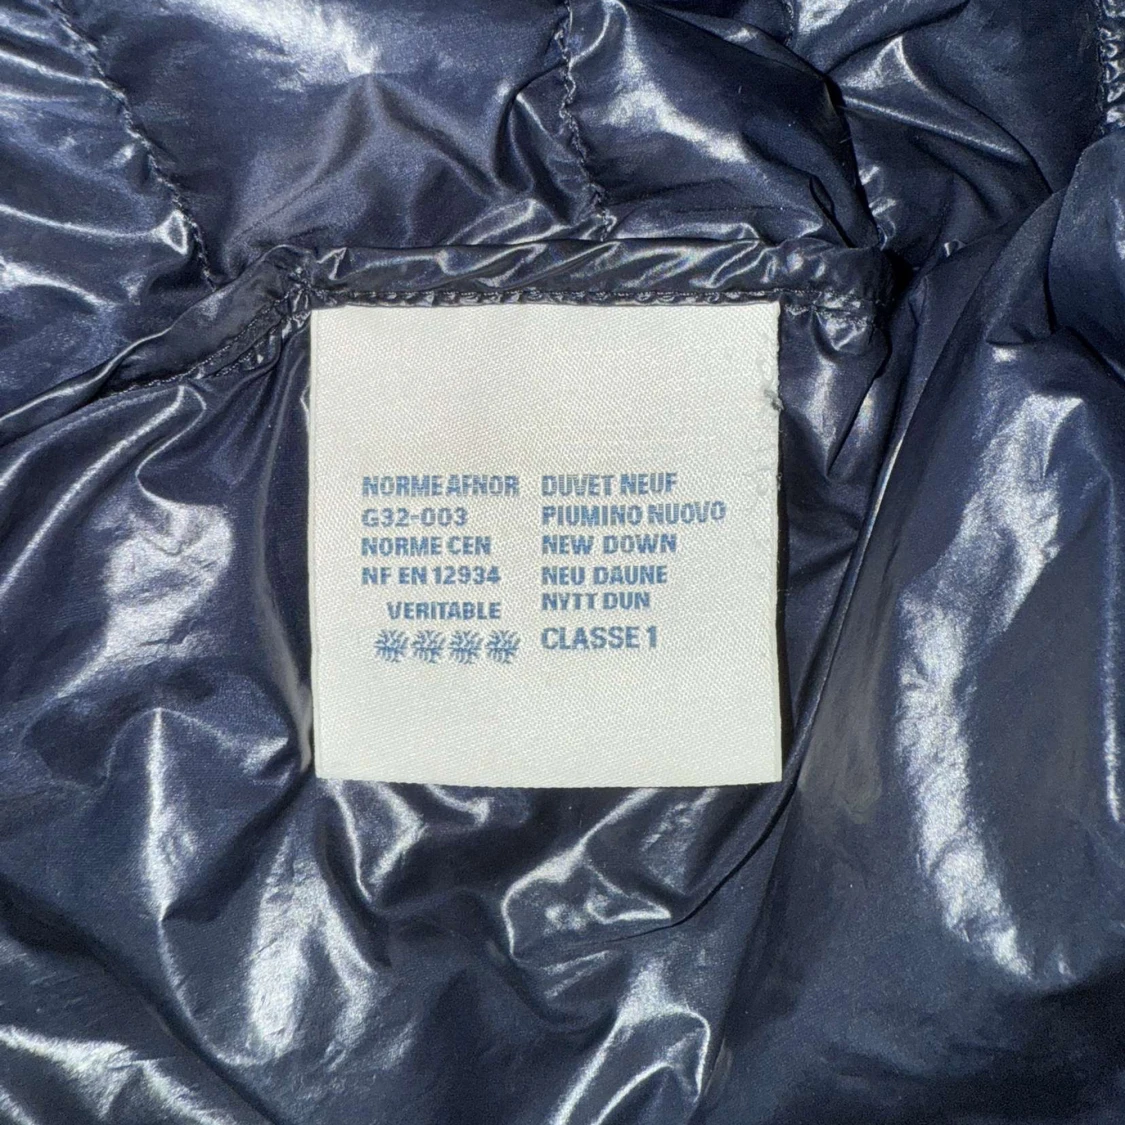 NORME AFNOR
G32-003
NORME CEN
NF EN 12934
VERITABLE
DUVET NEUF
PIUMINO NUOVO
NEW DOWN
NEU DAUNE
NYTT DUN
CLASSE 1